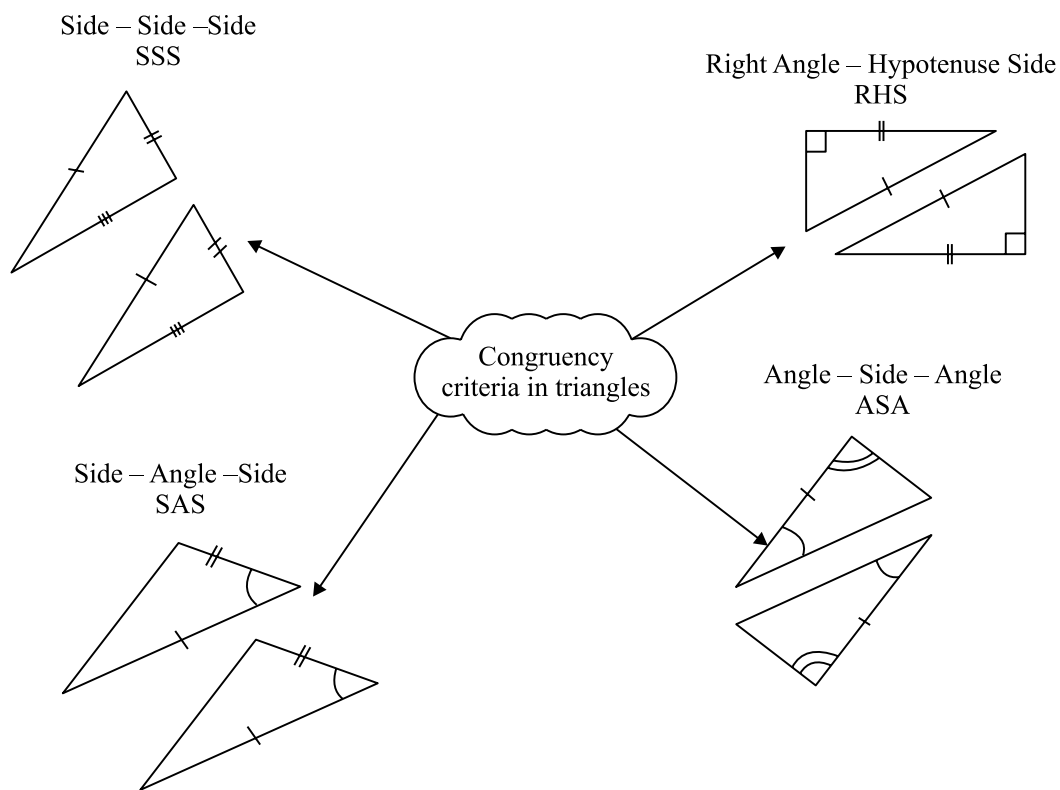 Side – Side –Side
SSS
Right Angle – Hypotenuse Side
RHS
Congruency
criteria in triangles
Angle – Side – Angle
ASA
Side – Angle –Side
SAS